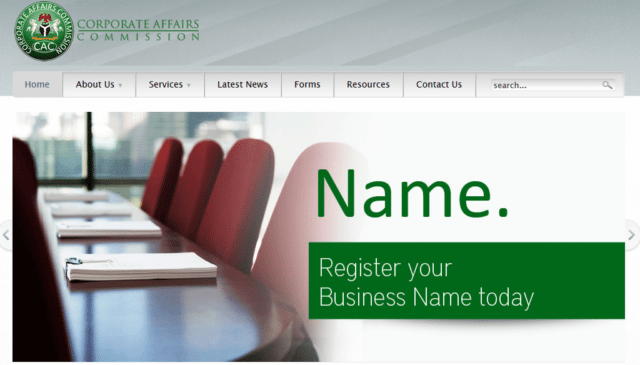 CORPORATE AFFAIRS COMMISSION
CAC
CORPORATE AFFAIRS
COMMISSION
Home
About Us
Services
Latest News
Forms
Resources
Contact Us
search...
Name.
Register your
Business Name today